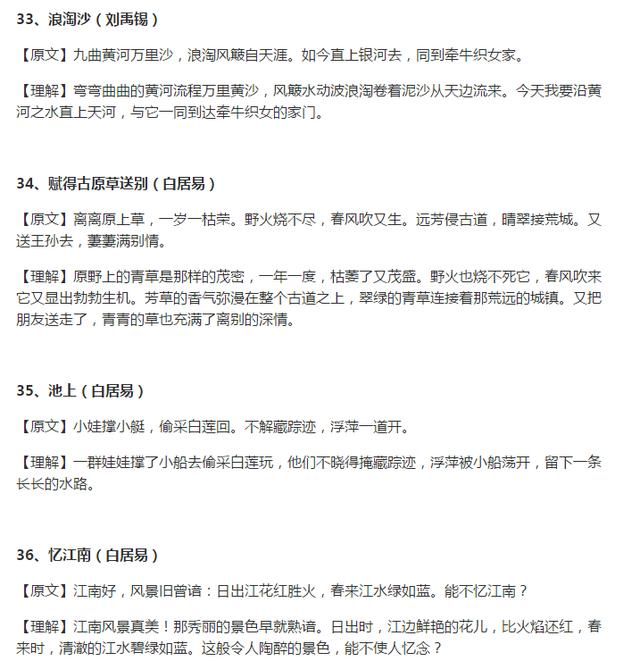 33、浪淘沙（刘禹锡）
【原文】九曲黄河万里沙，浪淘风簸自天涯。如今直上银河去，同到牵牛织女家。
【理解】弯弯曲曲的黄河流程万里黄沙，风簸水动波浪淘卷着泥沙从天边流来。今天我要沿黄
河之水直上天河，与它一同到达牵牛织女的家门。
34、赋得古原草送别（白居易）
【原文】离离原上草，一岁一枯荣。野火烧不尽，春风吹又生。远芳侵古道，晴翠接荒城。又
送王孙去，萋萋满别情。
【理解】原野上的青草是那样的茂密，一年一度，枯萎了又茂盛。野火也烧不死它，春风吹来
它又显出勃勃生机。芳草的香气弥漫在整个古道之上，翠绿的青草连接着那荒远的城镇。又把
朋友送走了，青青的草也充满了离别的深情。
35、池上（白居易）
【原文】小娃撑小艇，偷采白莲回。不解藏踪迹，浮萍一道开。
【理解】一群娃娃撑了小船去偷采白莲玩，他们不晓得掩藏踪迹，浮萍被小船荡开，留下一条
长长的水路。
36、忆江南（白居易）
【原文】江南好，风景旧曾谙：日出江花红胜火，春来江水绿如蓝。能不忆江南？
【理解】江南风景真美！那秀丽的景色早就熟谙。日出时，江边鲜艳的花儿，比火焰还红，春
来时，清澈的江水碧绿如蓝。这般令人陶醉的景色，能不使人忆念？